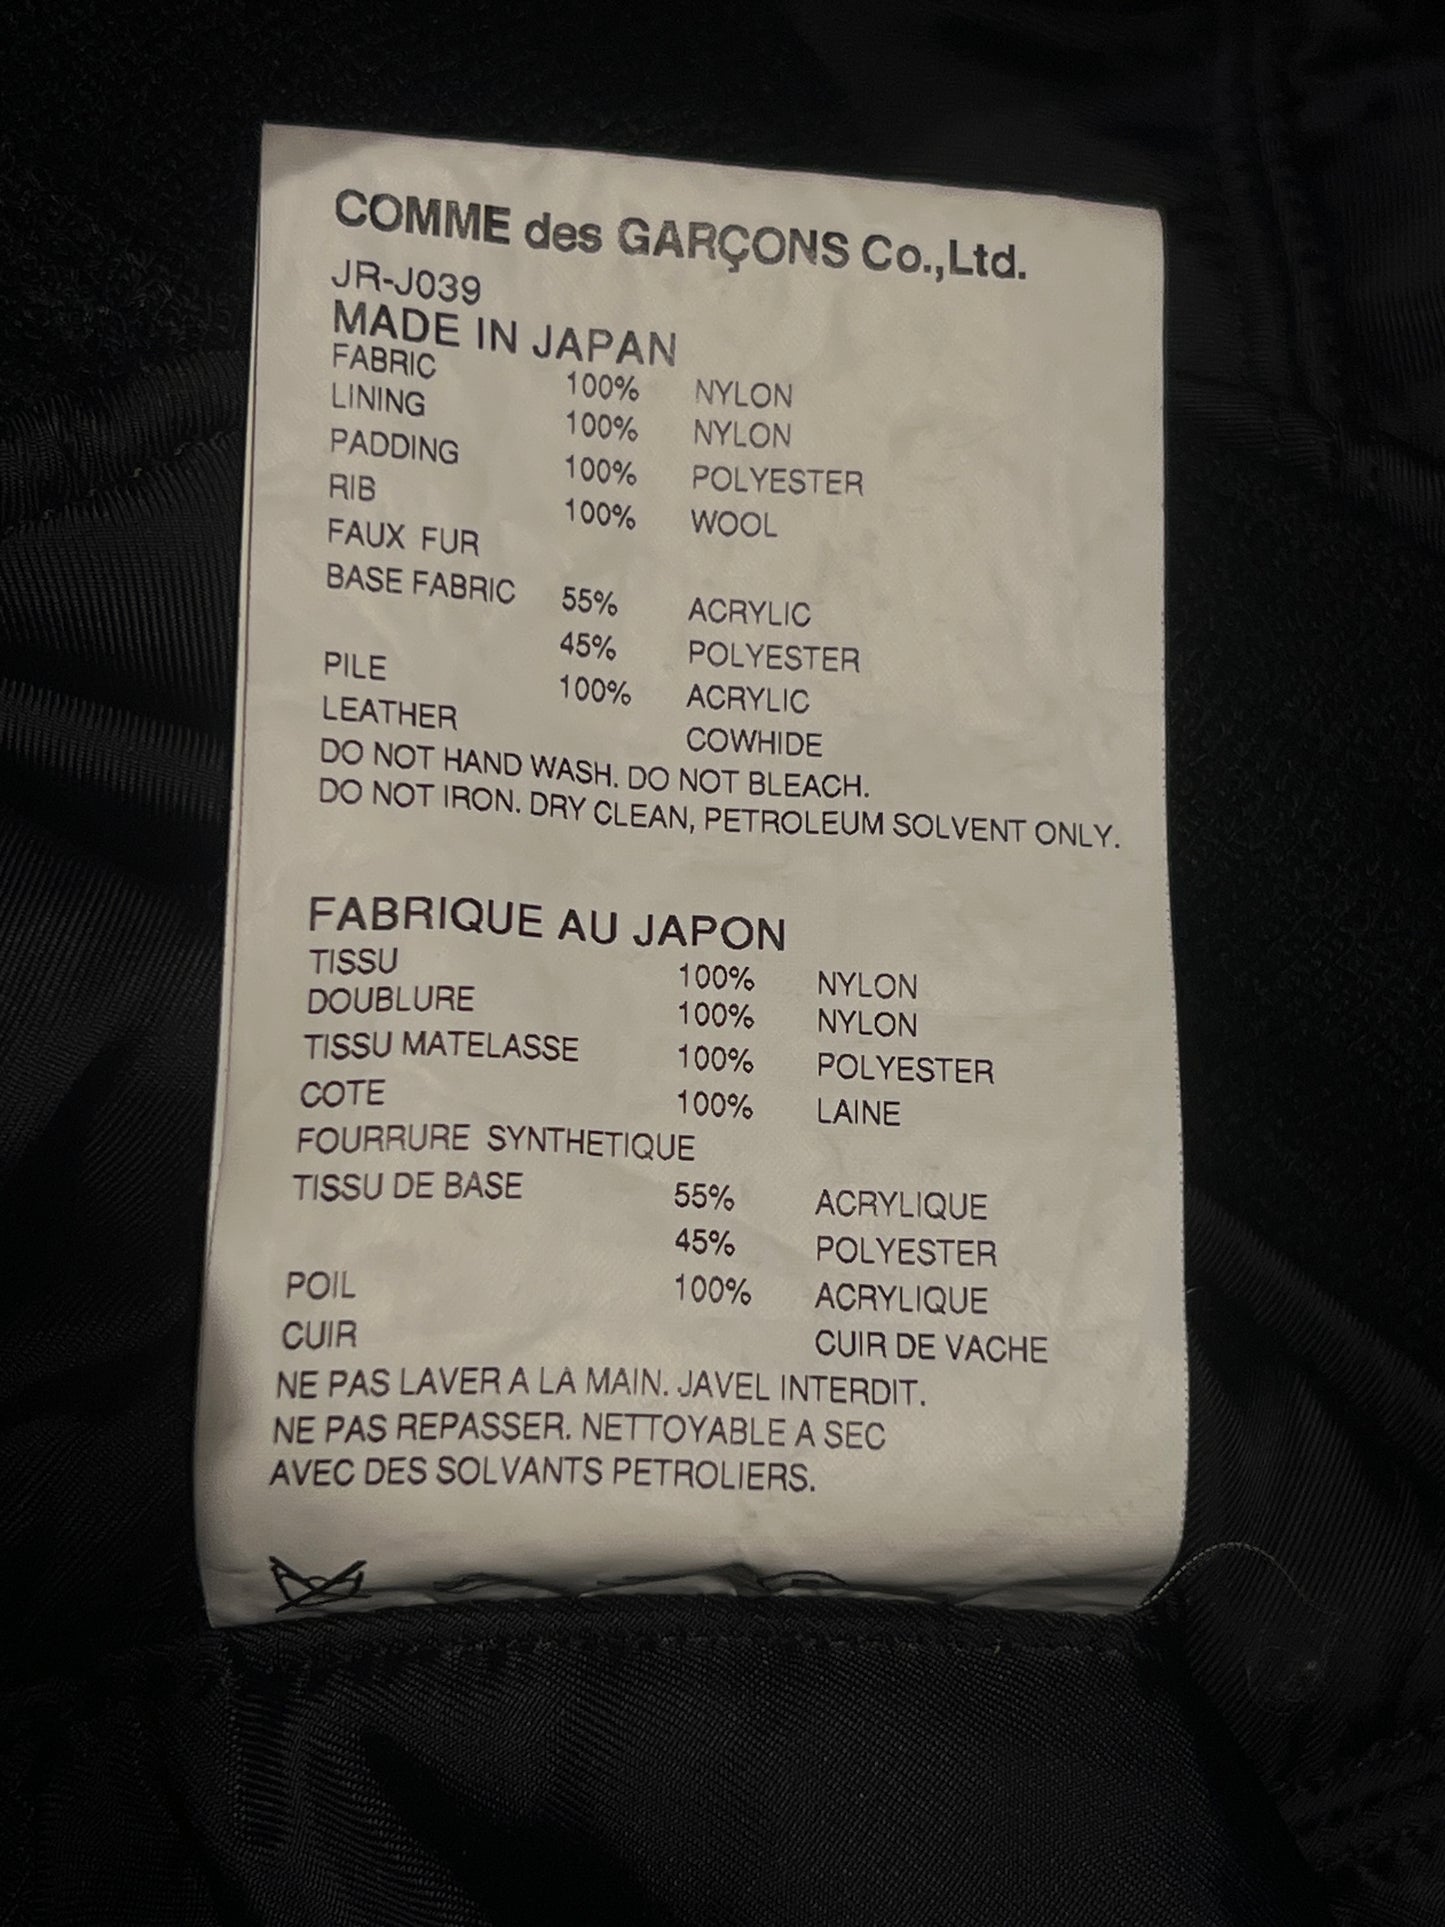 COMME des GARÇONS Co.,Ltd.
JR-J039
MADE IN JAPAN
FABRIC 100% NYLON
LINING 100% NYLON
PADDING 100% POLYESTER
RIB 100% WOOL
FAUX FUR
BASE FABRIC 55% ACRYLIC
45% POLYESTER
PILE 100% ACRYLIC
LEATHER COWHIDE
DO NOT HAND WASH. DO NOT BLEACH.
DO NOT IRON. DRY CLEAN, PETROLEUM SOLVENT ONLY.
FABRIQUE AU JAPON
TISSU 100% NYLON
DOUBLURE 100% NYLON
TISSU MATELASSE 100% POLYESTER
COTE 100% LAINE
FOURRURE SYNTHETIQUE
TISSU DE BASE 55% ACRYLIQUE
45% POLYESTER
POIL 100% ACRYLIQUE
CUIR CUIR DE VACHE
NE PAS LAVER A LA MAIN. JAVEL INTERDIT.
NE PAS REPASSER. NETTOYABLE A SEC
AVEC DES SOLVANTS PETROLIERS.